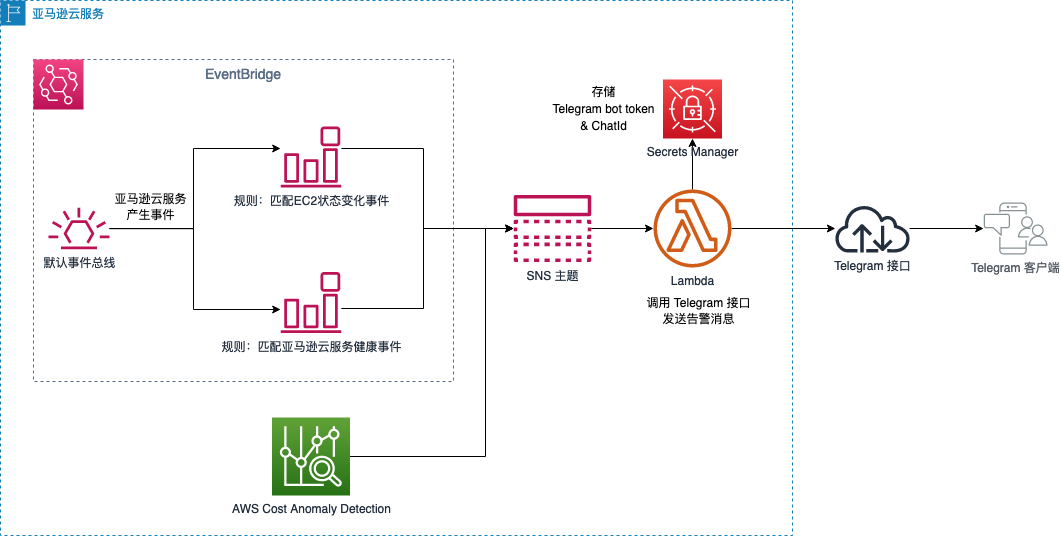 亚马逊云服务
EventBridge
存储
Telegram bot token
& ChatId
Secrets Manager
亚马逊云服务
产生事件
规则：匹配EC2状态变化事件
默认事件总线
SNS 主题
Lambda
调用 Telegram 接口
发送告警消息
Telegram 接口
Telegram 客户端
规则：匹配亚马逊云服务健康事件
AWS Cost Anomaly Detection